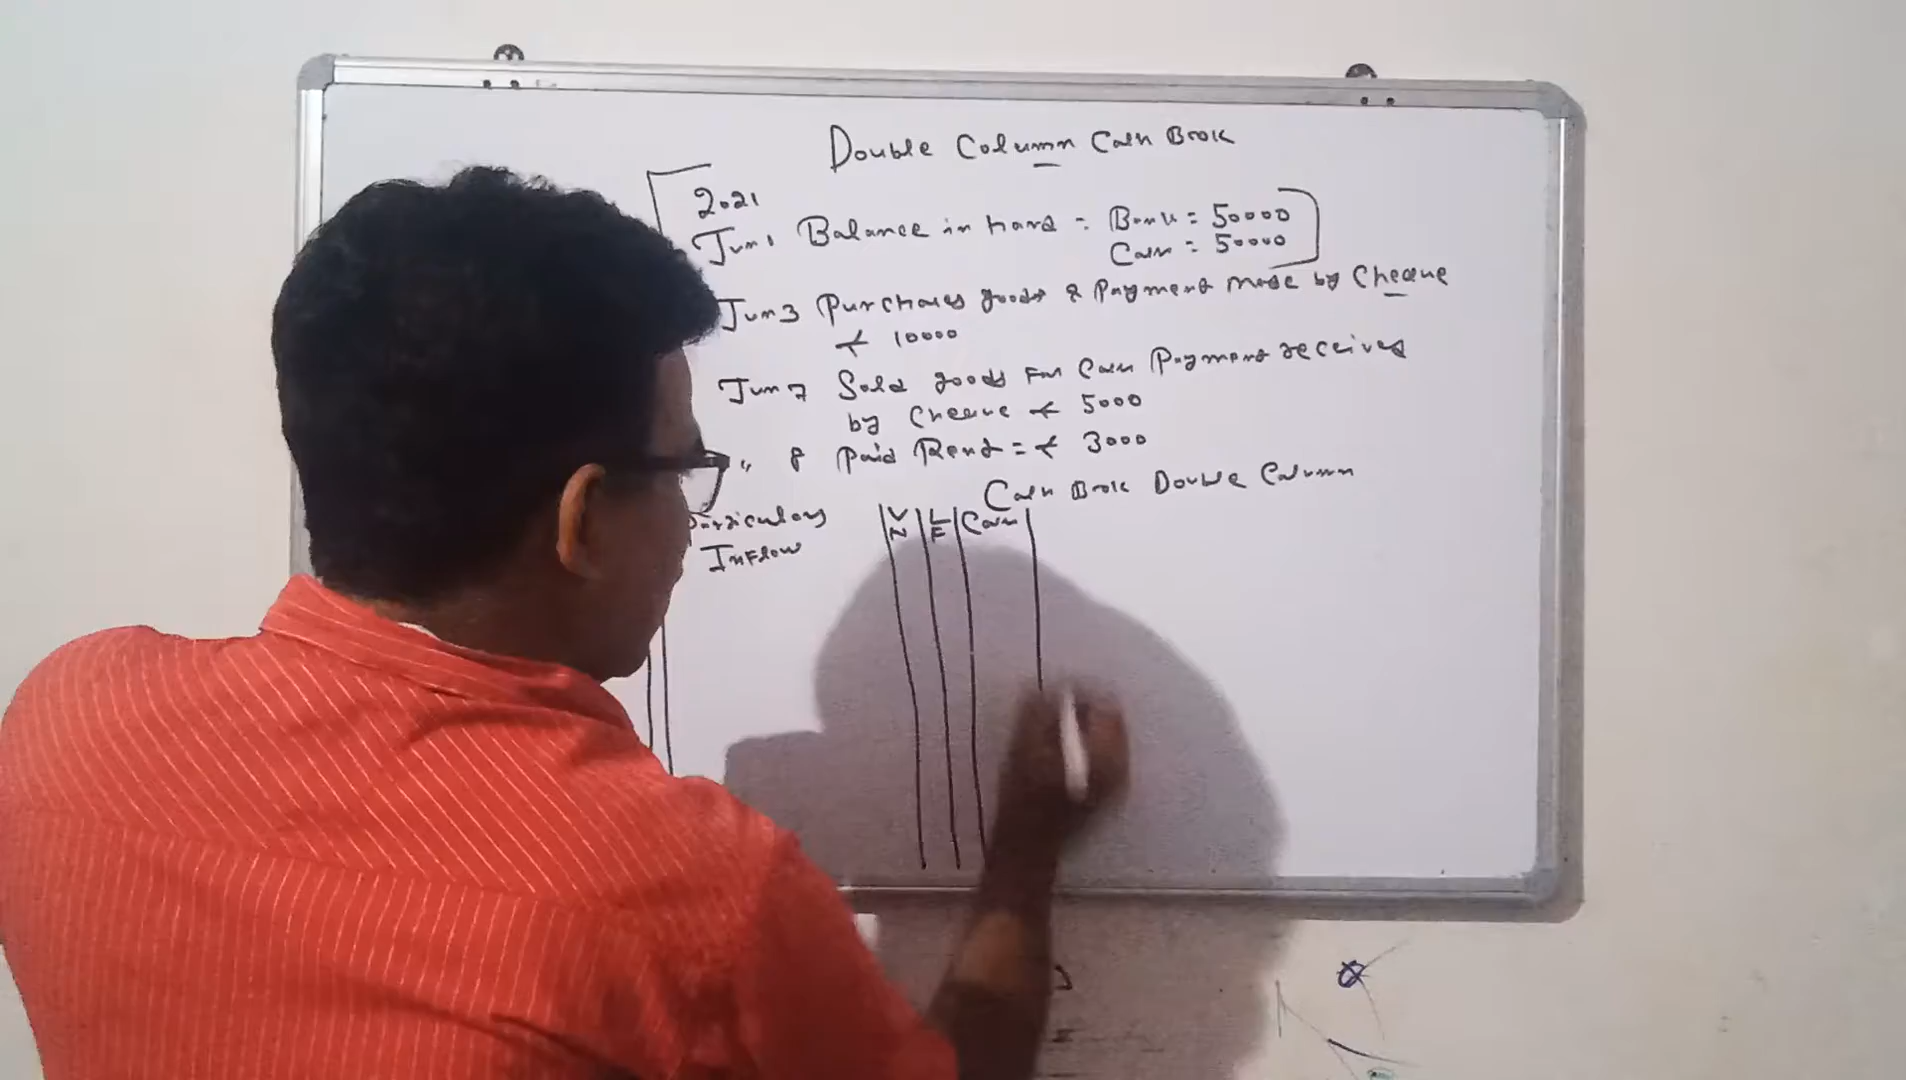 Double Column Cash Book
2021
Jun 1 Balance in hand = Bank = 50000
Cash = 50000
Jun 3 Purchases goods & Payment made by Cheque
₹ 10000
Jun 7 Sold goods for Cash Payment received
by Cheque ₹ 5000
" 8 Paid Rent = ₹ 3000
Cash Book Double Column
Particulars V N L F Cash
Inflow